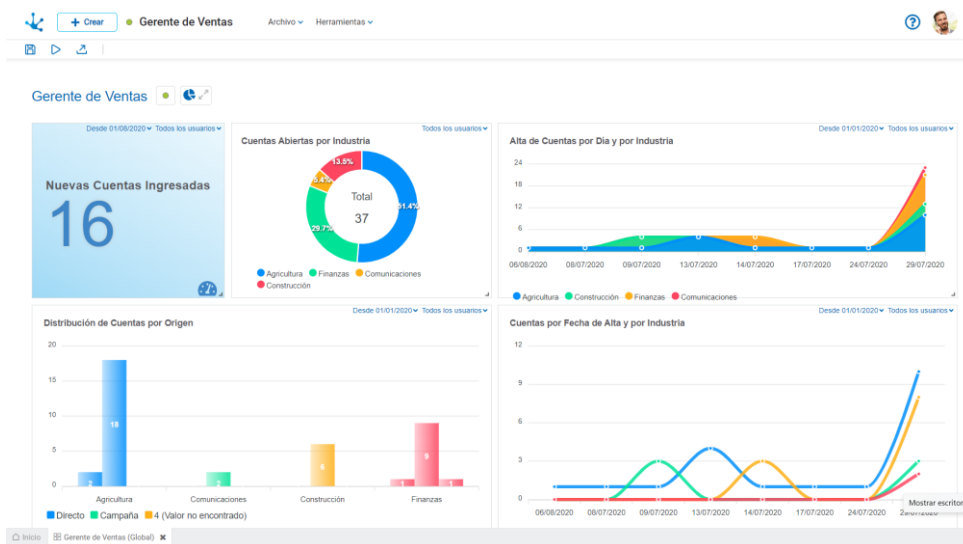 Crear
Gerente de Ventas
Archivo
Herramientas
Gerente de Ventas
Desde 01/08/2020 Todos los usuarios
Nuevas Cuentas Ingresadas
16
Todos los usuarios
Cuentas Abiertas por Industria
13.5%
5.4%
51.4%
29.7%
Total
37
Agricultura Finanzas Comunicaciones
Construcción
Desde 01/01/2020 Todos los usuarios
Alta de Cuentas por Dia y por Industria
24
18
12
6
0
06/08/2020 08/07/2020 09/07/2020 13/07/2020 14/07/2020 17/07/2020 24/07/2020 29/07/2020
Agricultura Construcción Finanzas Comunicaciones
Desde 01/01/2020 Todos los usuarios
Distribución de Cuentas por Origen
20
15
10
5
0
2
18
2
6
1
9
1
Agricultura Comunicaciones Construcción Finanzas
Directo Campaña 4 (Valor no encontrado)
Desde 01/01/2020 Todos los usuarios
Cuentas por Fecha de Alta y por Industria
12
9
6
3
0
06/08/2020 08/07/2020 09/07/2020 13/07/2020 14/07/2020 17/07/2020 24/07/2020 29/07/2020
Mostrar escritor
Inicio
Gerente de Ventas (Global)